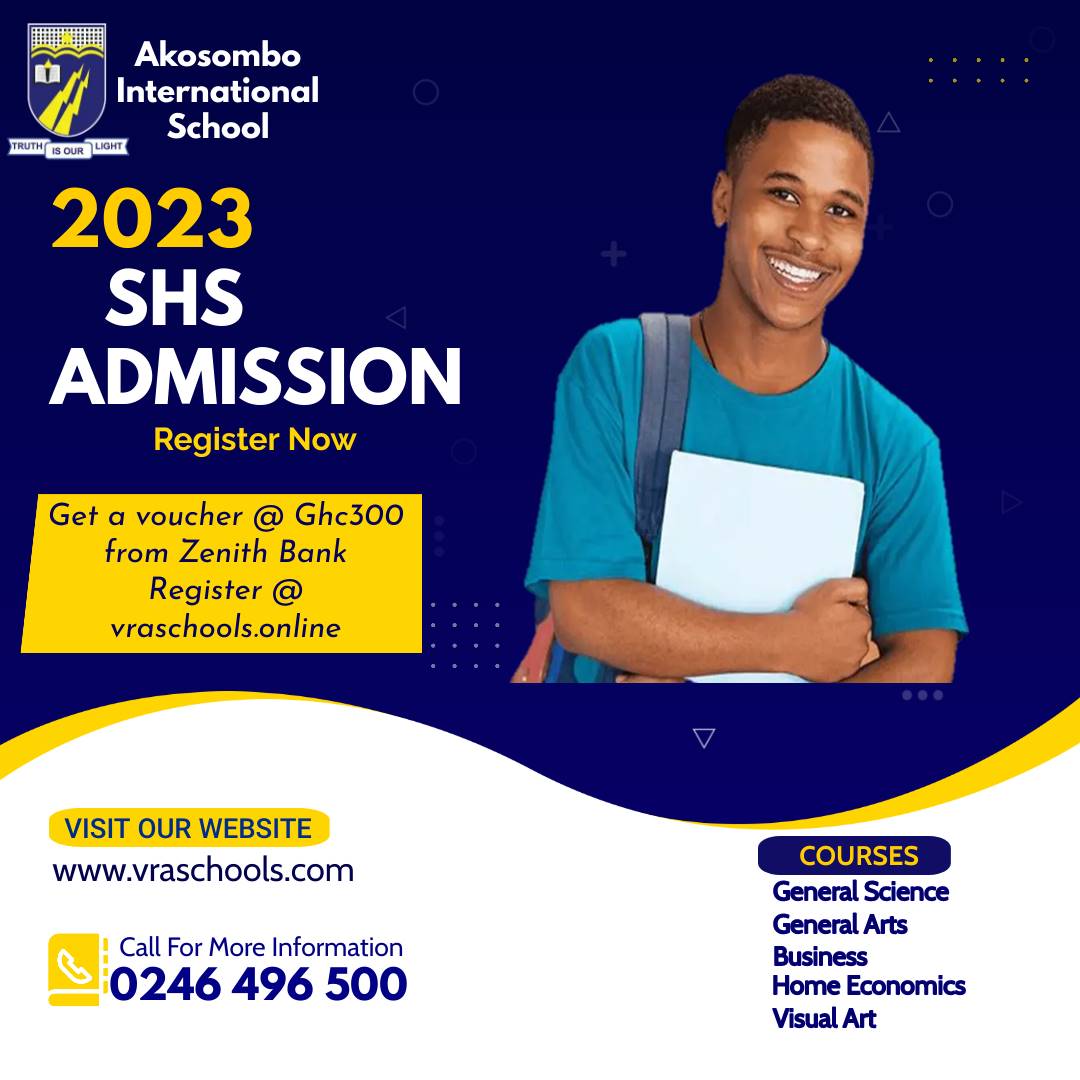 Akosombo
International
School
TRUTH IS OUR LIGHT
2023
SHS
ADMISSION
Register Now
Get a voucher @ Ghc300
from Zenith Bank
Register @
vraschools.online
VISIT OUR WEBSITE
www.vraschools.com
Call For More Information
0246 496 500
COURSES
General Science
General Arts
Business
Home Economics
Visual Art